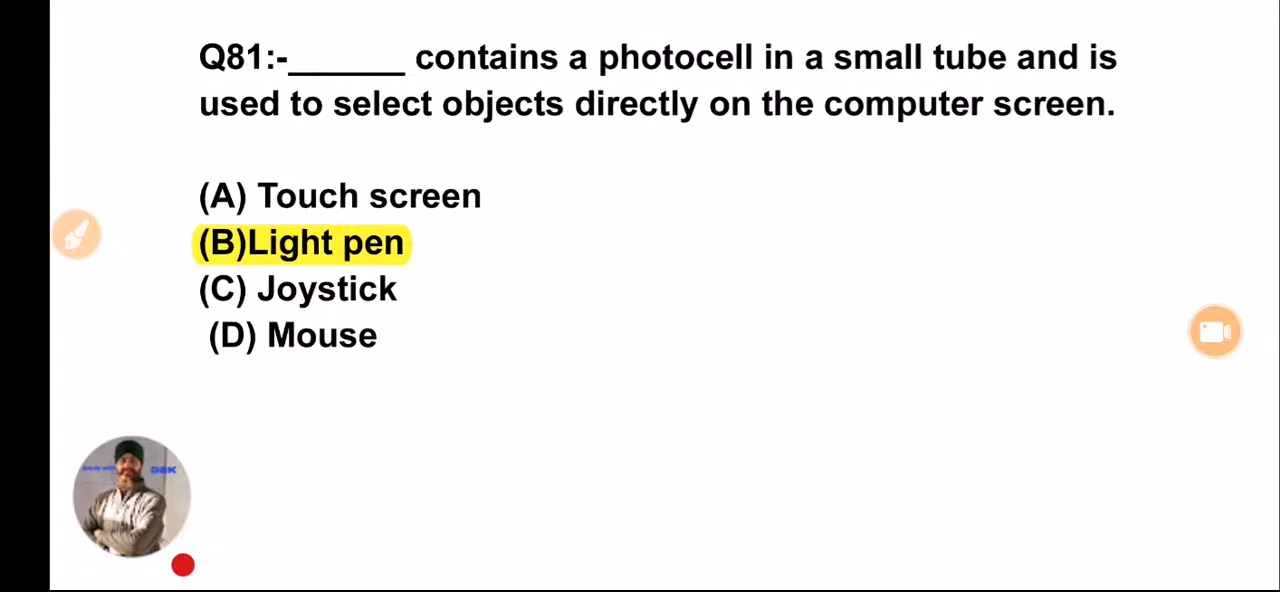 Q81:-______ contains a photocell in a small tube and is
used to select objects directly on the computer screen.
(A) Touch screen
(B)Light pen
(C) Joystick
(D) Mouse
DBK